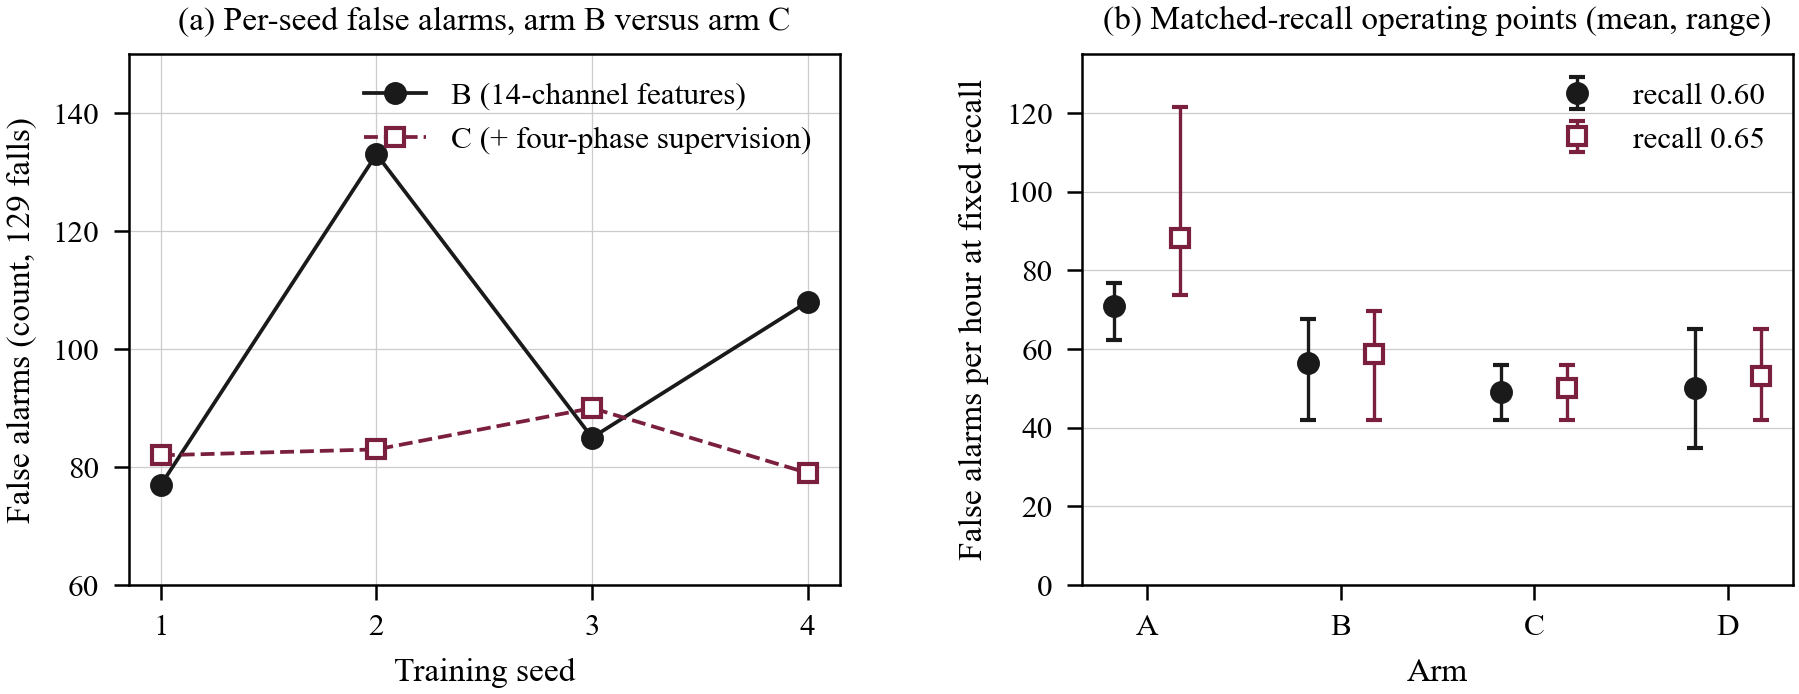 (a) Per-seed false alarms, arm B versus arm C
False alarms (count, 129 falls)
140
120
100
80
60
B (14-channel features)
C (+ four-phase supervision)
1 2 3 4
Training seed
(b) Matched-recall operating points (mean, range)
False alarms per hour at fixed recall
120
100
80
60
40
20
0
recall 0.60
recall 0.65
A B C D
Arm